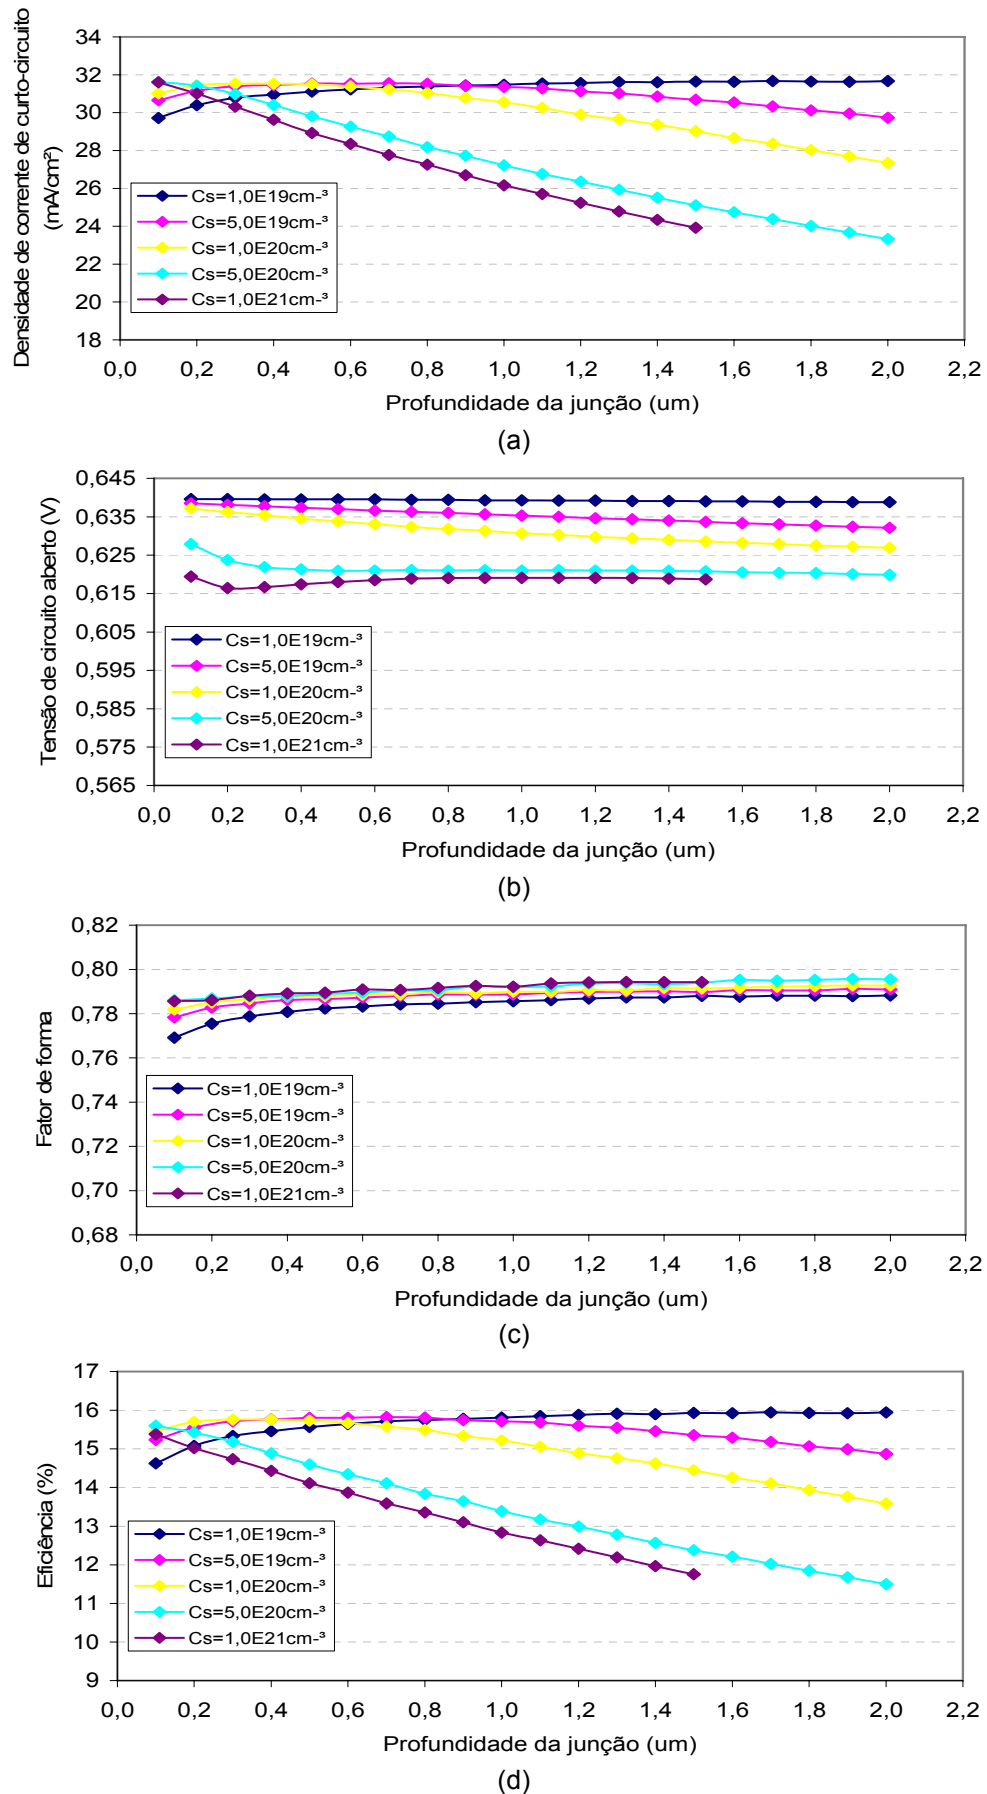 Densidade de corrente de curto-circuito
(mA/cm²)
34
32
30
28
26
24
22
20
18
Cs=1,0E19cm-³
Cs=5,0E19cm-³
Cs=1,0E20cm-³
Cs=5,0E20cm-³
Cs=1,0E21cm-³
0,0 0,2 0,4 0,6 0,8 1,0 1,2 1,4 1,6 1,8 2,0 2,2
Profundidade da junção (um)
(a)
Tensão de circuito aberto (V)
0,645
0,635
0,625
0,615
0,605
0,595
0,585
0,575
0,565
Cs=1,0E19cm-³
Cs=5,0E19cm-³
Cs=1,0E20cm-³
Cs=5,0E20cm-³
Cs=1,0E21cm-³
0,0 0,2 0,4 0,6 0,8 1,0 1,2 1,4 1,6 1,8 2,0 2,2
Profundidade da junção (um)
(b)
Fator de forma
0,82
0,80
0,78
0,76
0,74
0,72
0,70
0,68
Cs=1,0E19cm-³
Cs=5,0E19cm-³
Cs=1,0E20cm-³
Cs=5,0E20cm-³
Cs=1,0E21cm-³
0,0 0,2 0,4 0,6 0,8 1,0 1,2 1,4 1,6 1,8 2,0 2,2
Profundidade da junção (um)
(c)
Eficiência (%)
17
16
15
14
13
12
11
10
9
Cs=1,0E19cm-³
Cs=5,0E19cm-³
Cs=1,0E20cm-³
Cs=5,0E20cm-³
Cs=1,0E21cm-³
0,0 0,2 0,4 0,6 0,8 1,0 1,2 1,4 1,6 1,8 2,0 2,2
Profundidade da junção (um)
(d)